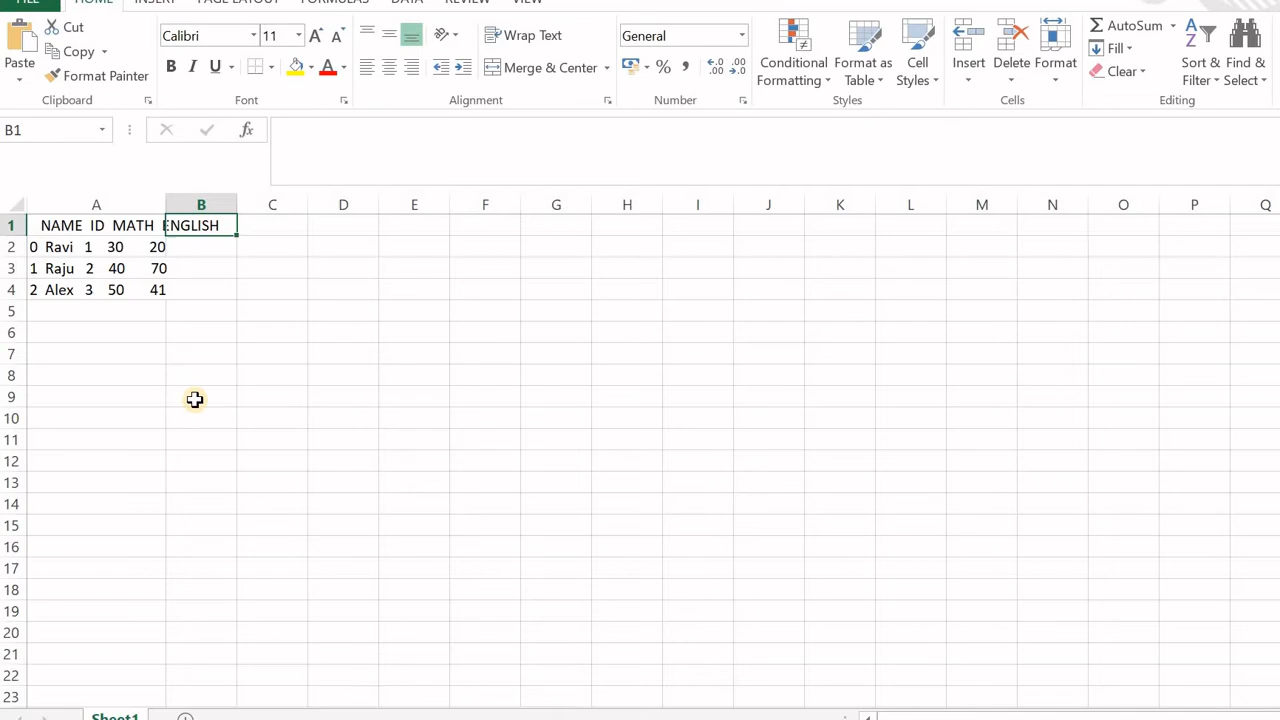 FILE HOME INSERT PAGE LAYOUT FORMULAS DATA REVIEW VIEW
Cut
Copy
Format Painter
Paste
Clipboard
Calibri 11
B I U A
Font
Wrap Text
Merge & Center
Alignment
General
%
Number
Conditional Formatting
Format as Table
Cell Styles
Styles
Insert Delete Format
Cells
AutoSum
Fill
Clear
Sort & Filter
Find & Select
Editing
B1 fx
A B C D E F G H I J K L M N O P Q
1 NAME ID MATH ENGLISH
2 0 Ravi 1 30 20
3 1 Raju 2 40 70
4 2 Alex 3 50 41
5
6
7
8
9
10
11
12
13
14
15
16
17
18
19
20
21
22
23
Sheet1